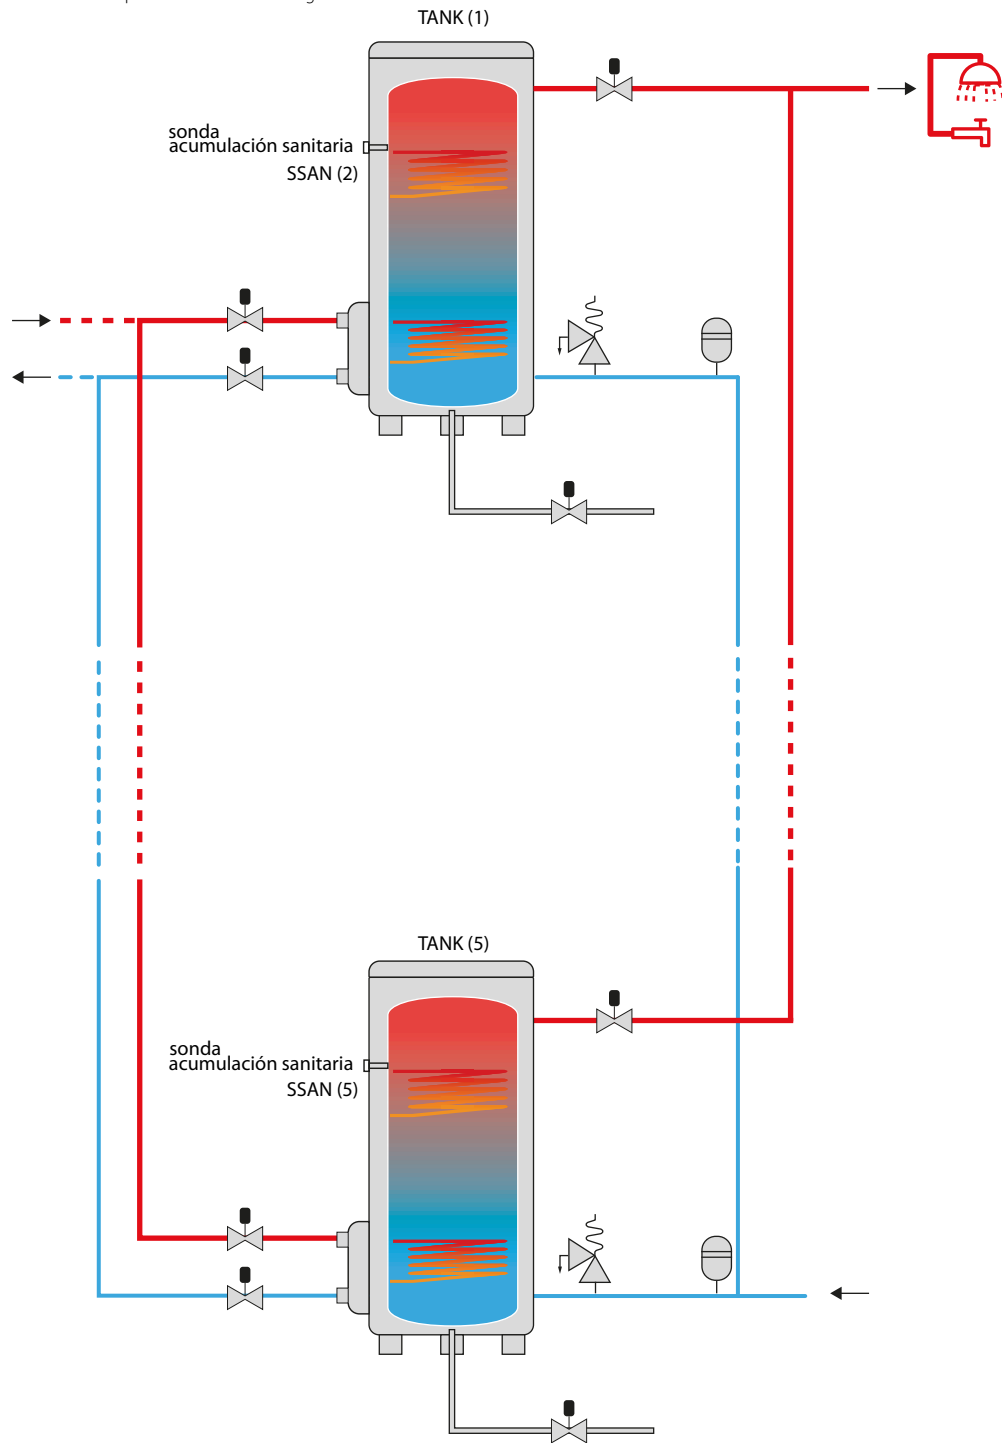 TANK (1)
sonda
acumulación sanitaria
SSAN (2)
TANK (5)
sonda
acumulación sanitaria
SSAN (5)